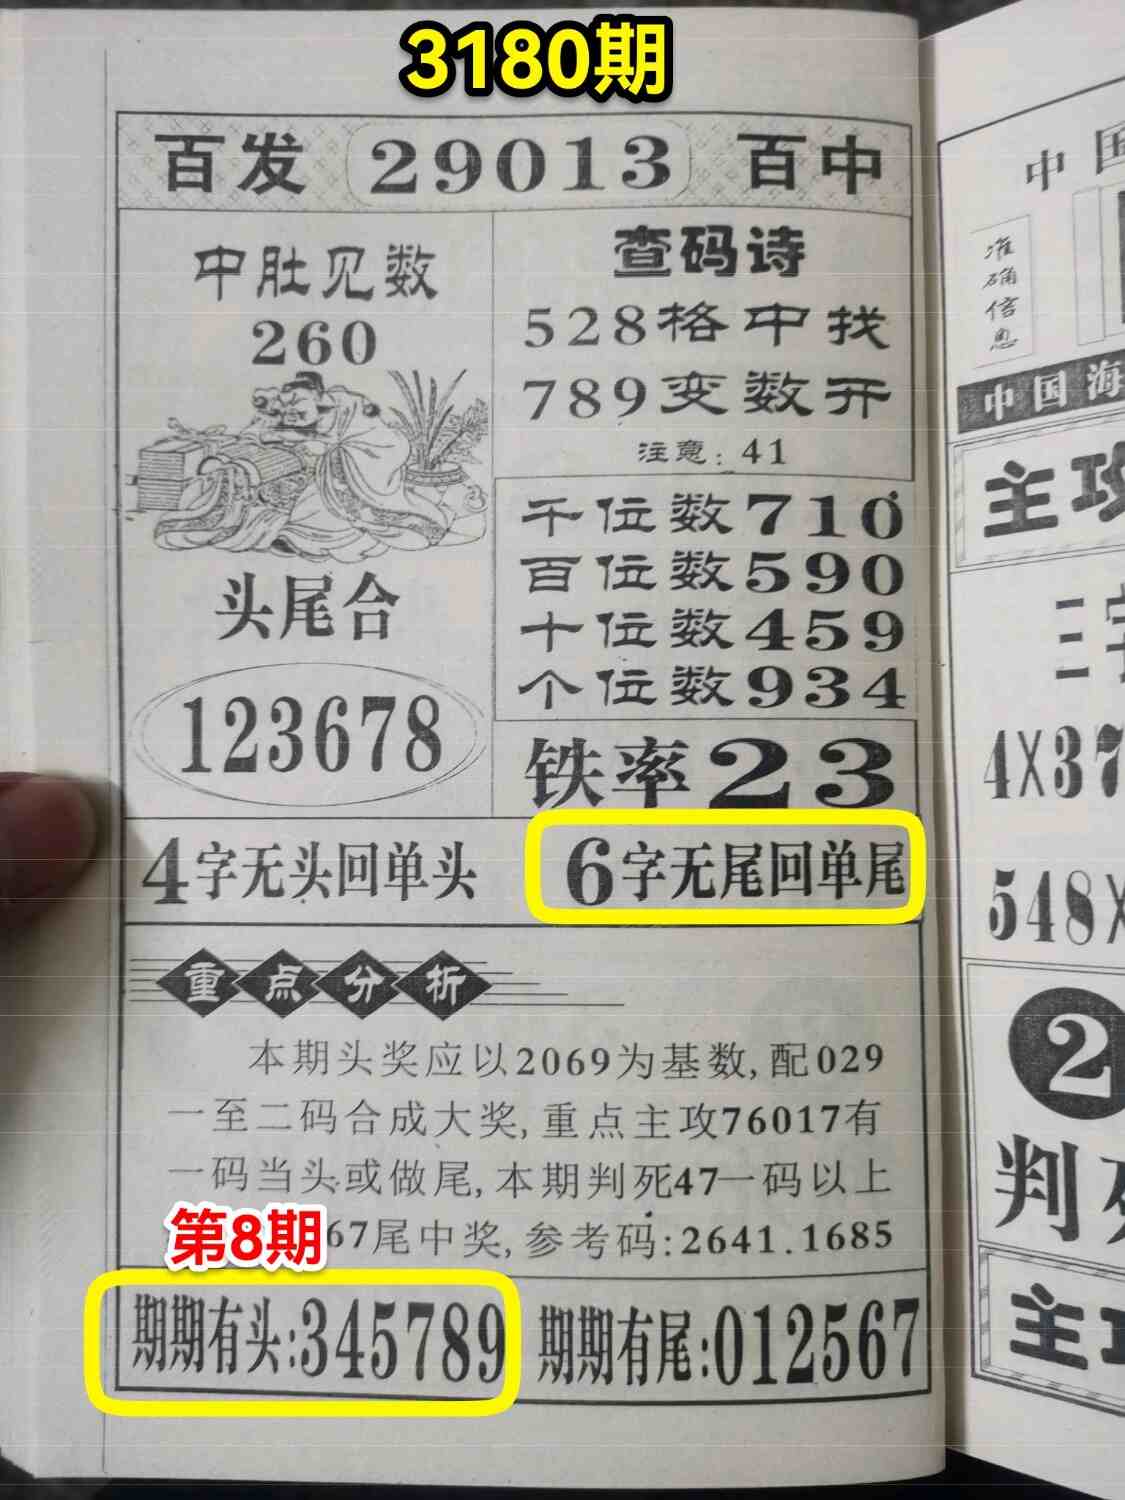 3180期
百发 29013 百中
中肚见数
260
头尾合
123678
查码诗
528格中找
789变数开
注意：41
千位数710
百位数590
十位数459
个位数934
铁率23
4字无头回单头
6字无尾回单尾
重点分析
本期头奖应以2069为基数,配029
一至二码合成大奖,重点主攻76017有
一码当头或做尾,本期判死47一码以上
第8期
67尾中奖,参考码:2641.1685
期期有头:345789
期期有尾:012567
中国
准确信息
中国海
主攻
三字
4X37
548X
2
判死
主攻